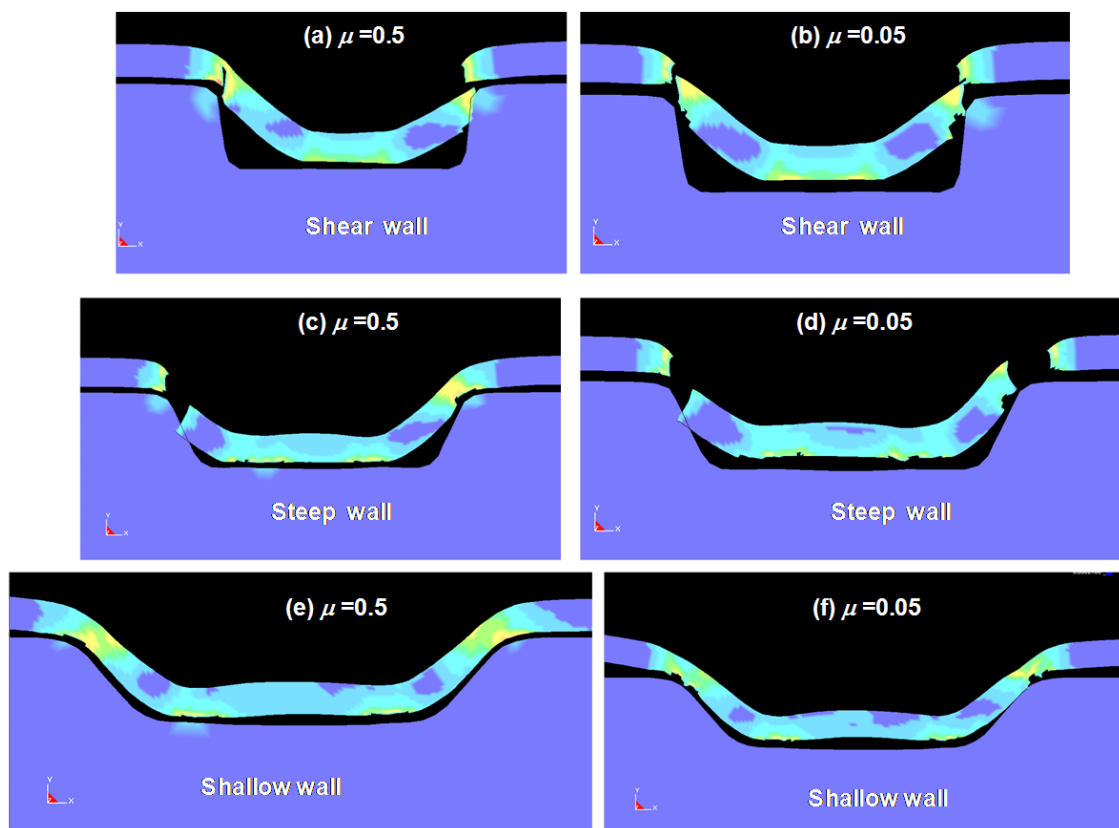 (a) μ =0.5
(b) μ =0.05
Shear wall
Shear wall
Y
X
Y
X
(c) μ =0.5
(d) μ =0.05
Steep wall
Steep wall
Y
X
Y
X
(e) μ =0.5
(f) μ =0.05
Shallow wall
Shallow wall
Y
X
Y
X